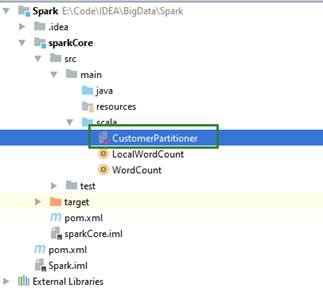 Spark E:\Code\IDEA\BigData\Spark
.idea
sparkCore
src
main
java
resources
scala
CustomerPartitioner
LocalWordCount
WordCount
test
target
pom.xml
sparkCore.iml
pom.xml
Spark.iml
External Libraries